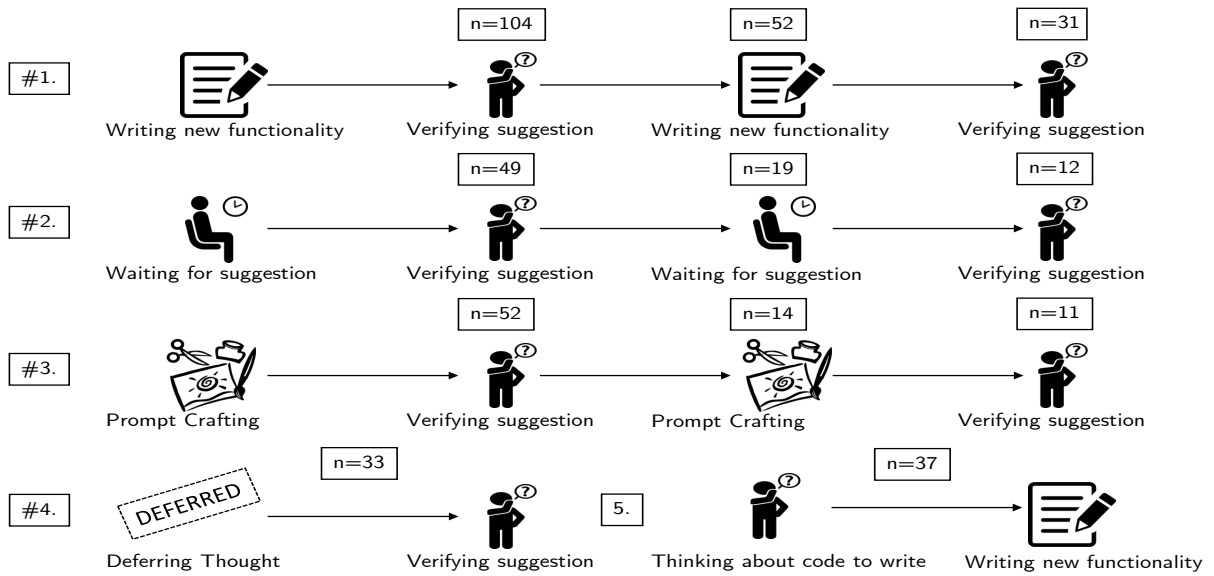 n=104 n=52 n=31
#1.
Writing new functionality Verifying suggestion Writing new functionality Verifying suggestion
n=49 n=19 n=12
#2.
Waiting for suggestion Verifying suggestion Waiting for suggestion Verifying suggestion
n=52 n=14 n=11
#3.
Prompt Crafting Verifying suggestion Prompt Crafting Verifying suggestion
n=33 n=37
#4. DEFERRED 5.
Deferring Thought Verifying suggestion Thinking about code to write Writing new functionality